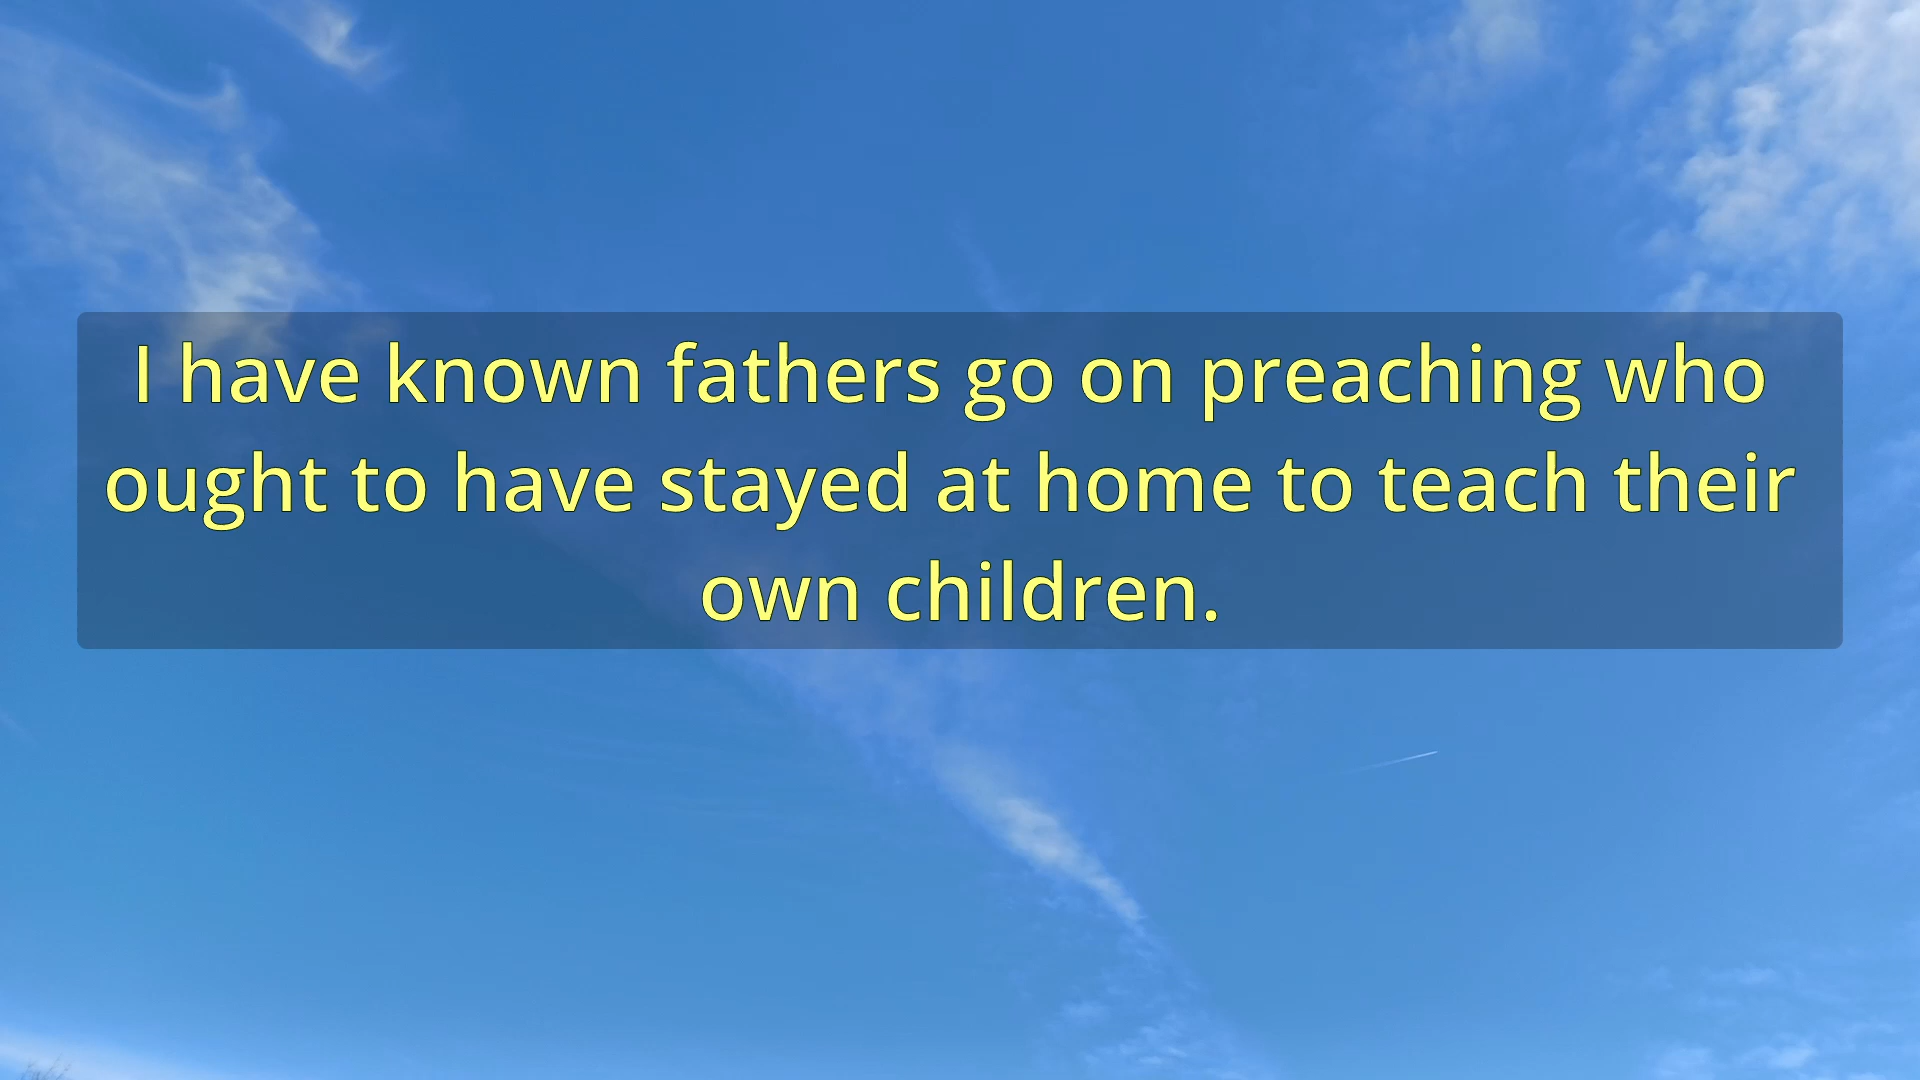 I have known fathers go on preaching who
ought to have stayed at home to teach their
own children.